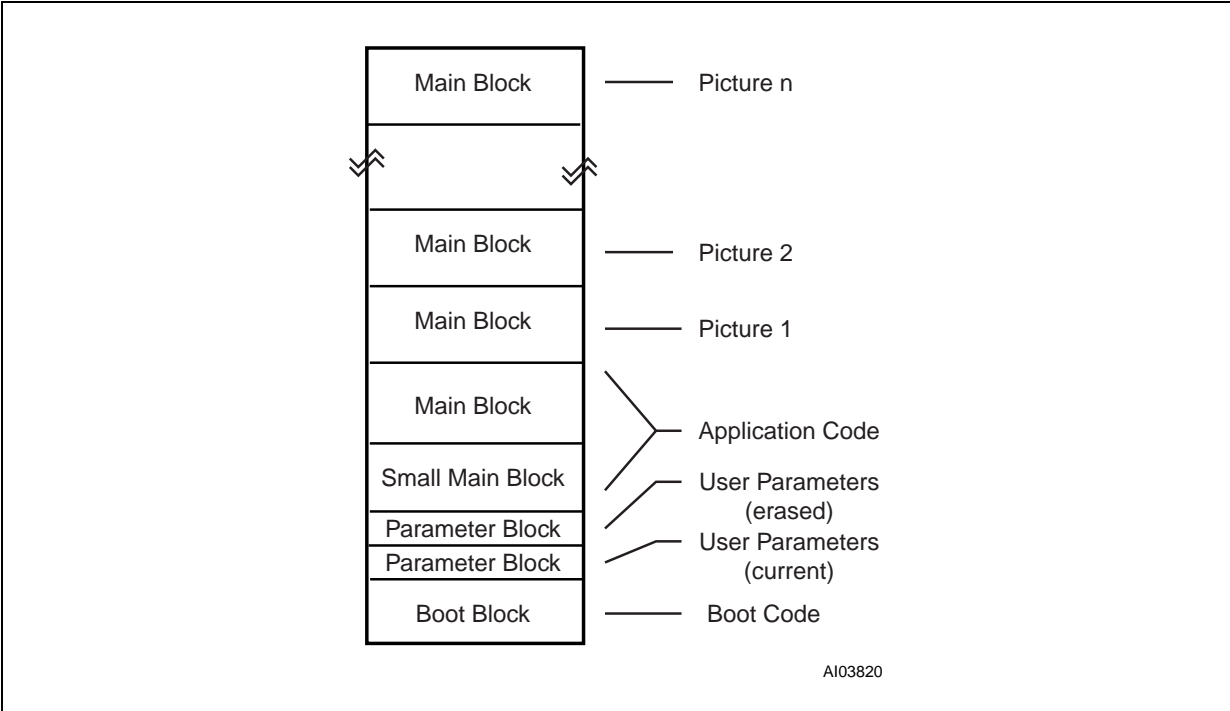 Main Block
Picture n
Main Block
Picture 2
Main Block
Picture 1
Main Block
Application Code
Small Main Block
User Parameters
(erased)
Parameter Block
User Parameters
(current)
Parameter Block
Boot Block
Boot Code
AI03820